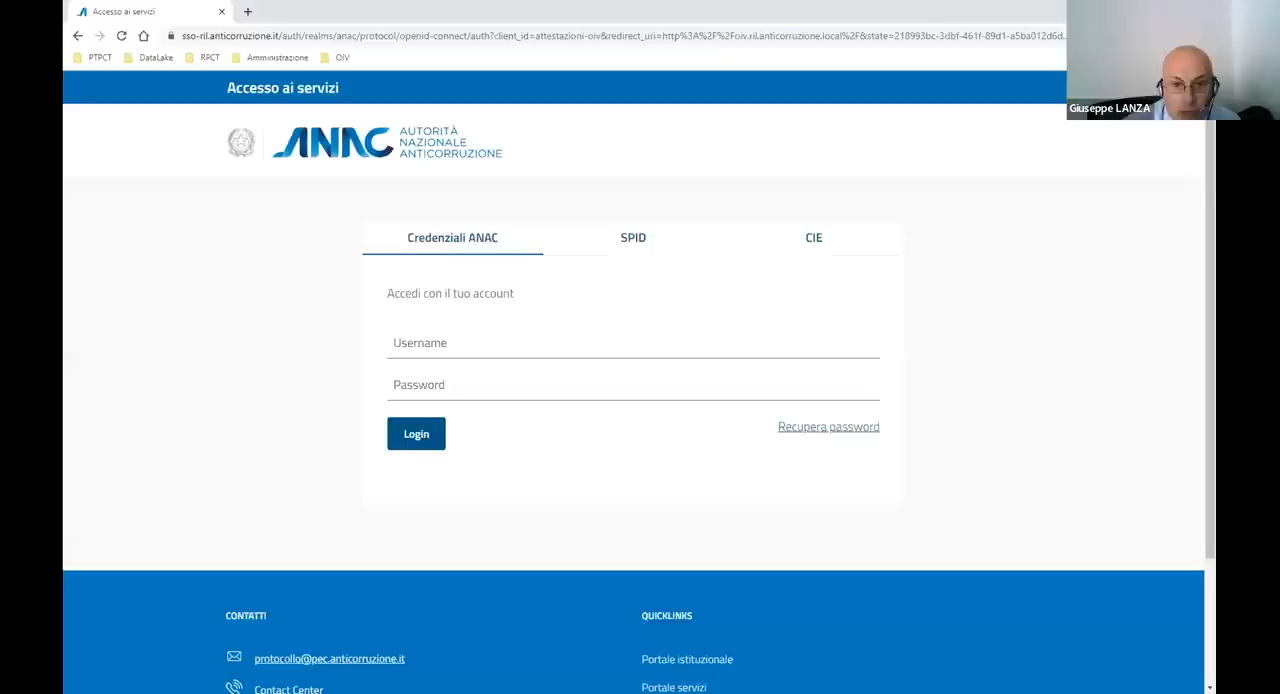 Accesso ai servizi
sso-ril.anticorruzione.it/auth/realms/anac/protocol/openid-connect/auth?client_id=attestazioni-oiv&redirect_uri=http%3A%2F%2Foiv.ril.anticorruzione.local%2F&state=218993bc-3dbf-461f-89d1-a5ba012d6d...
PTPCT DataLake RPCT Amministrazione OIV
Giuseppe LANZA
Accesso ai servizi
ANAC
AUTORITÀ
NAZIONALE
ANTICORRUZIONE
Credenziali ANAC SPID CIE
Accedi con il tuo account
Username
Password
Login
Recupera password
CONTATTI
QUICKLINKS
protocollo@pec.anticorruzione.it
Portale istituzionale
Contact Center
Portale servizi